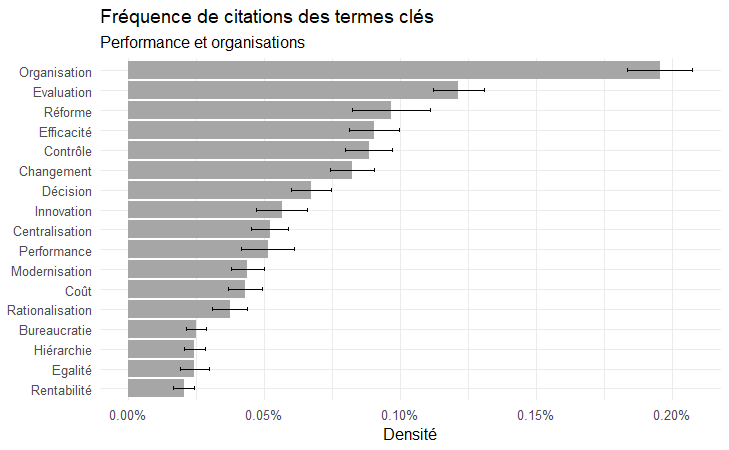 Fréquence de citations des termes clés
Performance et organisations
Organisation
Evaluation
Réforme
Efficacité
Contrôle
Changement
Décision
Innovation
Centralisation
Performance
Modernisation
Coût
Rationalisation
Bureaucratie
Hiérarchie
Egalité
Rentabilité
0.00% 0.05% 0.10% 0.15% 0.20%
Densité